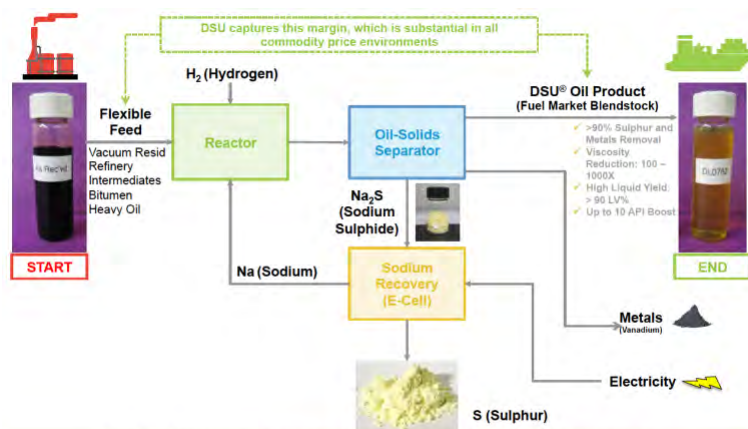 DSU captures this margin, which is substantial in all
commodity price environments
H₂ (Hydrogen)
Flexible
Feed
Vacuum Resid
Refinery
Intermediates
Bitumen
Heavy Oil
START
Reactor
Oil-Solids
Separator
DSU® Oil Product
(Fuel Market Blendstock)
✓ >90% Sulphur and
Metals Removal
✓ Viscosity
Reduction: 100 –
1000X
✓ High Liquid Yield:
> 90 LV%
✓ Up to 10 API Boost
END
Na₂S
(Sodium
Sulphide)
Na (Sodium)
Sodium
Recovery
(E-Cell)
Metals
(Vanadium)
Electricity
S (Sulphur)